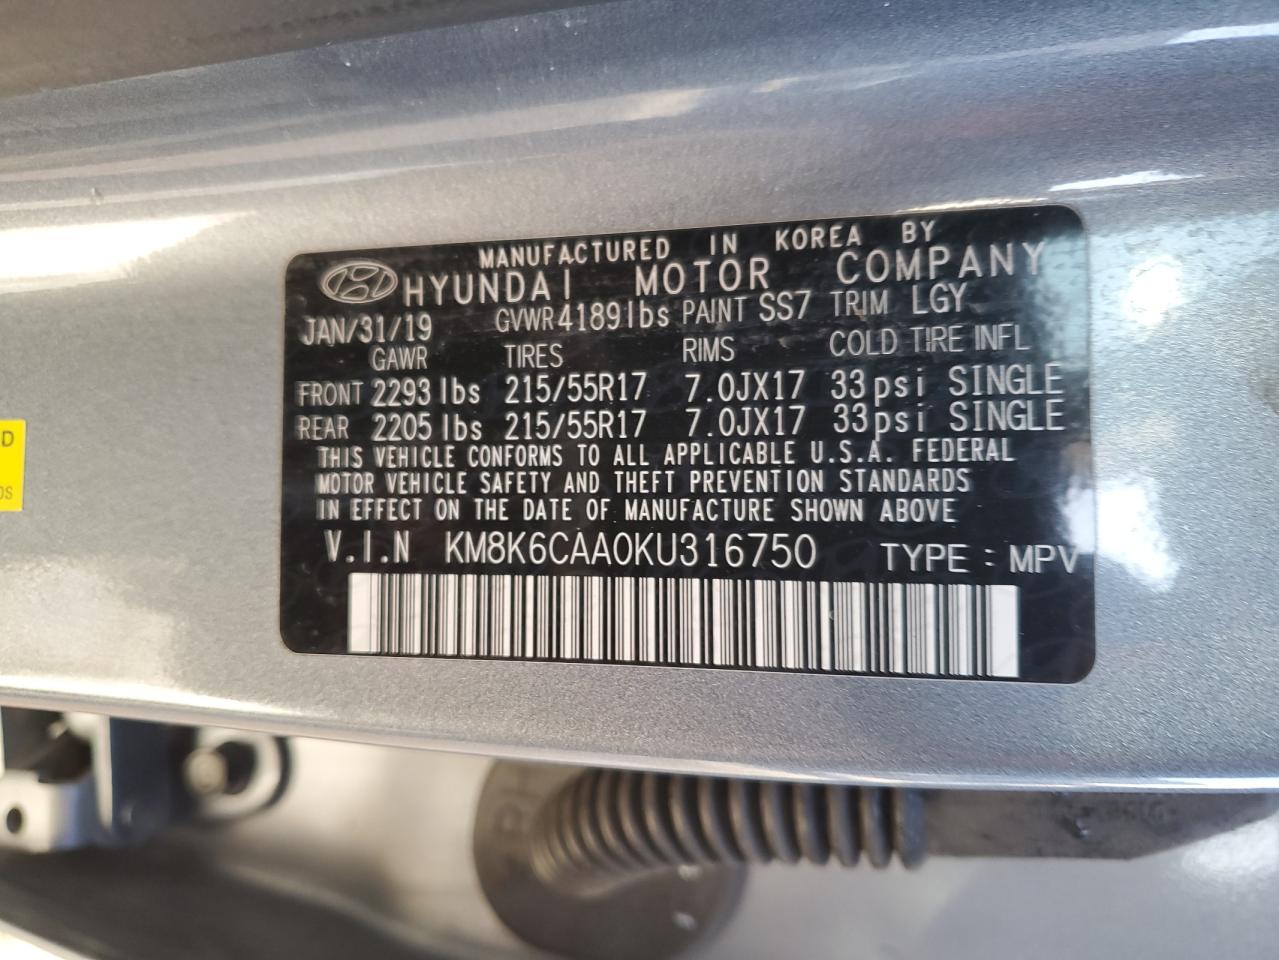 MANUFACTURED IN KOREA BY
HYUNDAI MOTOR COMPANY
JAN/31/19 GVWR 4189lbs PAINT SS7 TRIM LGY
GAWR TIRES RIMS COLD TIRE INFL
FRONT 2293 lbs 215/55R17 7.0JX17 33psi SINGLE
REAR 2205 lbs 215/55R17 7.0JX17 33psi SINGLE
THIS VEHICLE CONFORMS TO ALL APPLICABLE U.S.A. FEDERAL
MOTOR VEHICLE SAFETY AND THEFT PREVENTION STANDARDS
IN EFFECT ON THE DATE OF MANUFACTURE SHOWN ABOVE
V.I.N KM8K6CAA0KU316750 TYPE : MPV